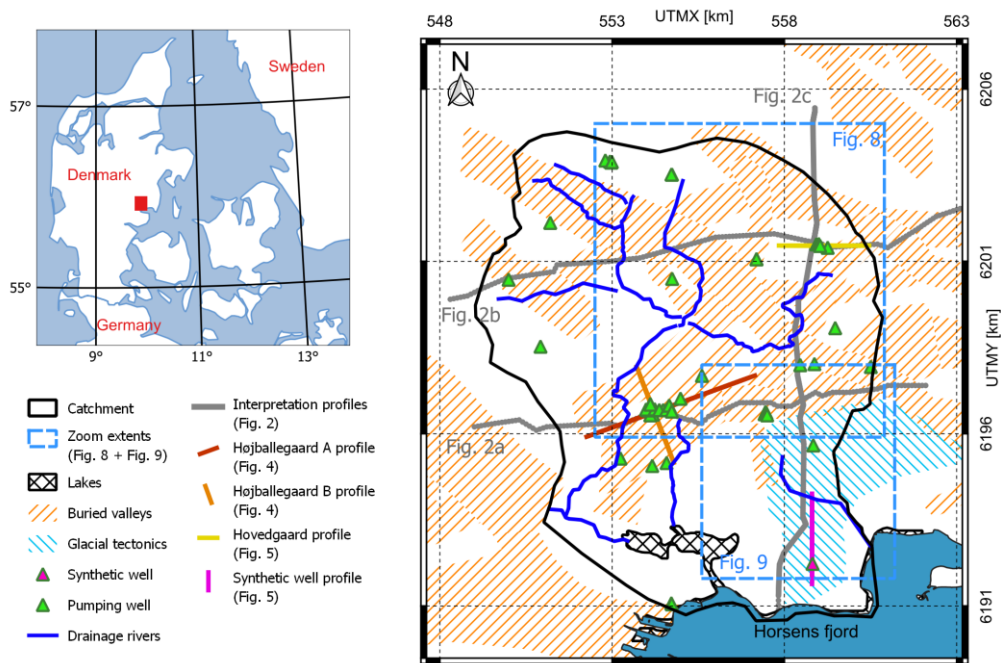 Sweden
57°
Denmark
55°
Germany
9°
11°
13°
Catchment
Zoom extents
(Fig. 8 + Fig. 9)
Lakes
Buried valleys
Glacial tectonics
Synthetic well
Pumping well
Drainage rivers
Interpretation profiles
(Fig. 2)
Højballegaard A profile
(Fig. 4)
Højballegaard B profile
(Fig. 4)
Hovedgaard profile
(Fig. 5)
Synthetic well profile
(Fig. 5)
UTMX [km]
548
553
558
563
N
Fig. 2c
Fig. 8
6206
6201
Fig. 2b
UTMY [km]
Fig. 2a
6196
Fig. 9
6191
Horsens fjord